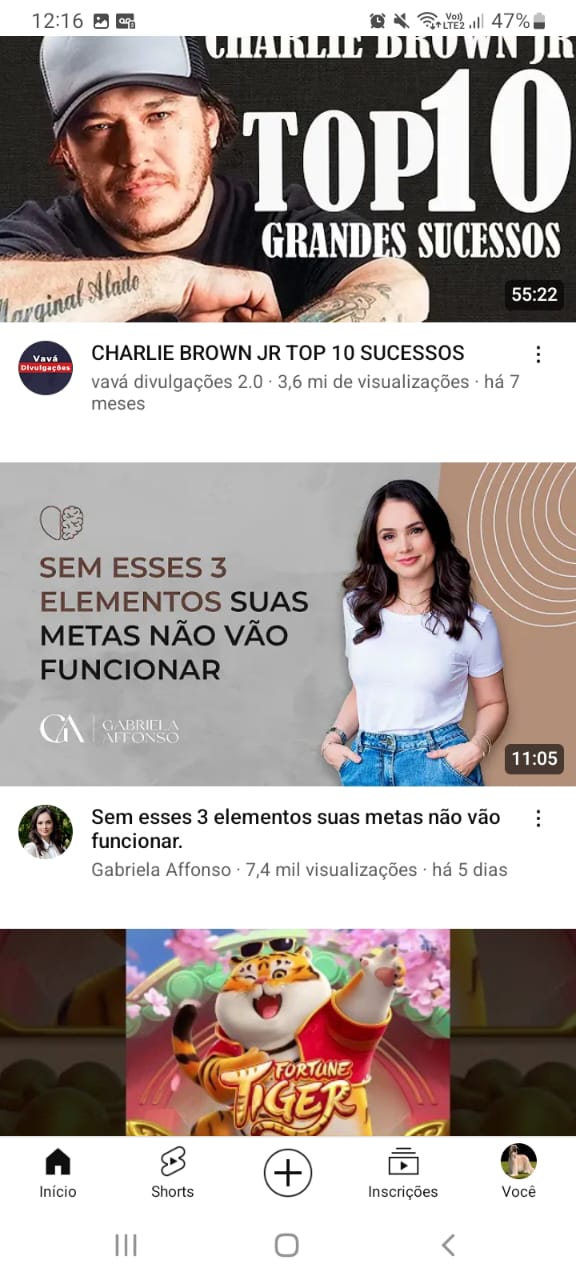 12:16
Vo))
LTE2
47%
CHARLIE BROWN JR
TOP10
GRANDES SUCESSOS
Marginal Alado
55:22
Vavá
Divulgações
CHARLIE BROWN JR TOP 10 SUCESSOS
vavá divulgações 2.0 · 3,6 mi de visualizações · há 7
meses
SEM ESSES 3
ELEMENTOS SUAS
METAS NÃO VÃO
FUNCIONAR
GA
GABRIELA
AFFONSO
11:05
Sem esses 3 elementos suas metas não vão
funcionar.
Gabriela Affonso · 7,4 mil visualizações · há 5 dias
FORTUNE
TIGER
Início
Shorts
Inscrições
Você